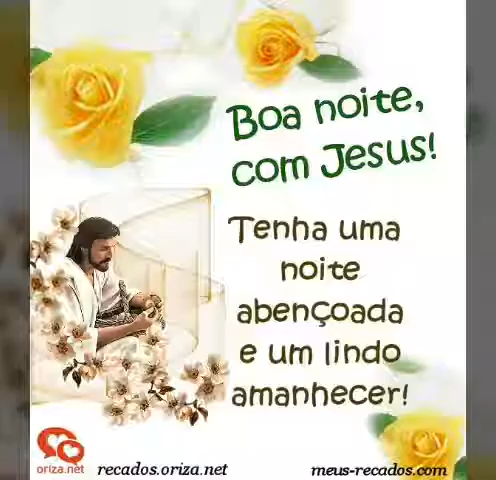 Boa noite,
com Jesus!
Tenha uma
noite
abençoada
e um lindo
amanhecer!
oriza.net
recados.oriza.net
meus-recados.com